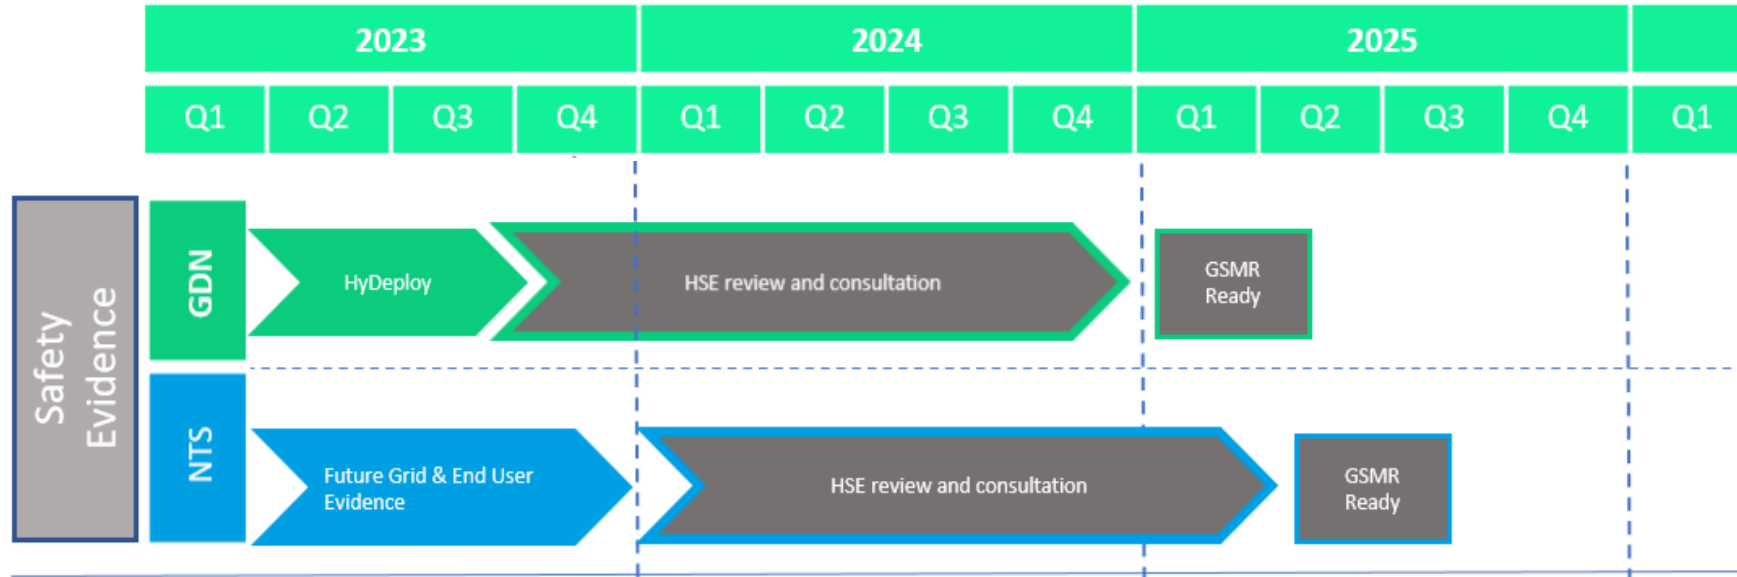 2023 2024 2025
Q1 Q2 Q3 Q4 Q1 Q2 Q3 Q4 Q1 Q2 Q3 Q4 Q1
Safety
Evidence
GDN
HyDeploy
HSE review and consultation
GSMR
Ready
NTS
Future Grid & End User
Evidence
HSE review and consultation
GSMR
Ready